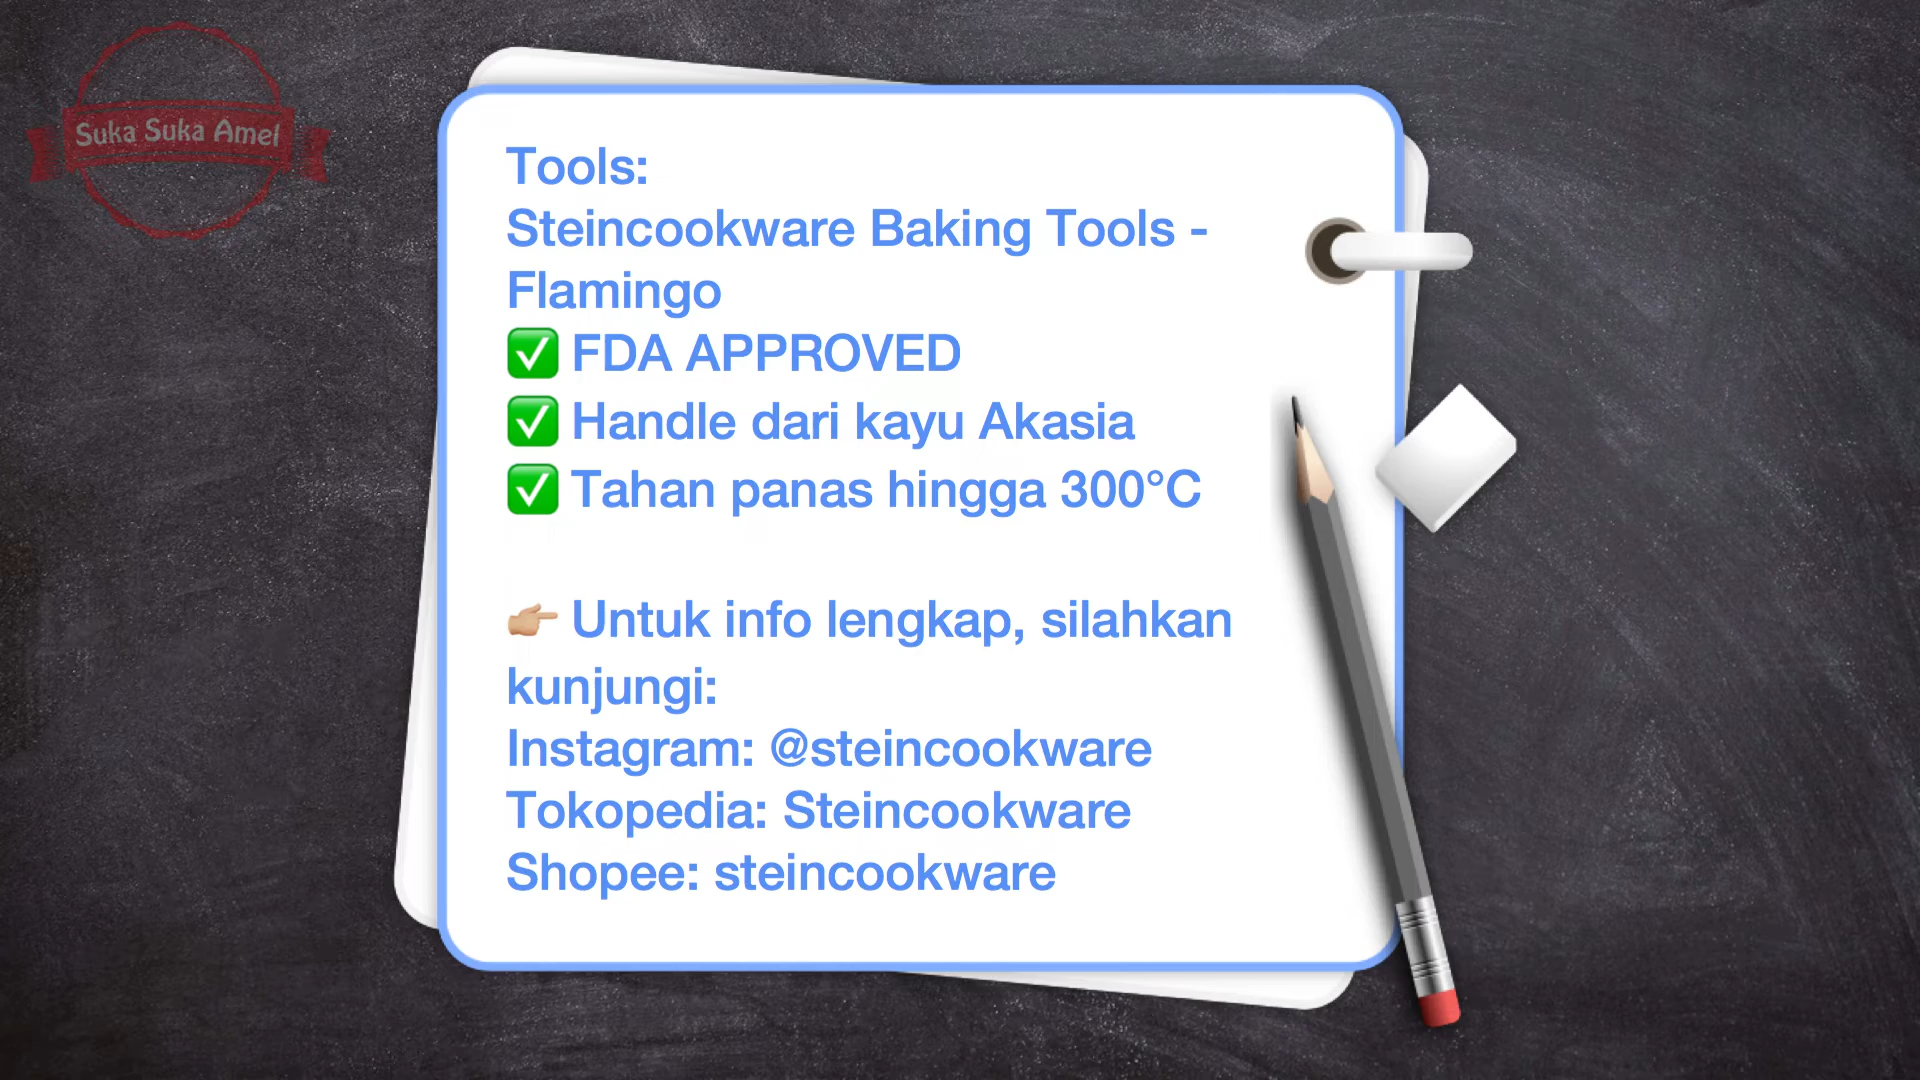 Suka Suka Amel
Tools:
Steincookware Baking Tools -
Flamingo
✅ FDA APPROVED
✅ Handle dari kayu Akasia
✅ Tahan panas hingga 300°C
👉🏼 Untuk info lengkap, silahkan
kunjungi:
Instagram: @steincookware
Tokopedia: Steincookware
Shopee: steincookware